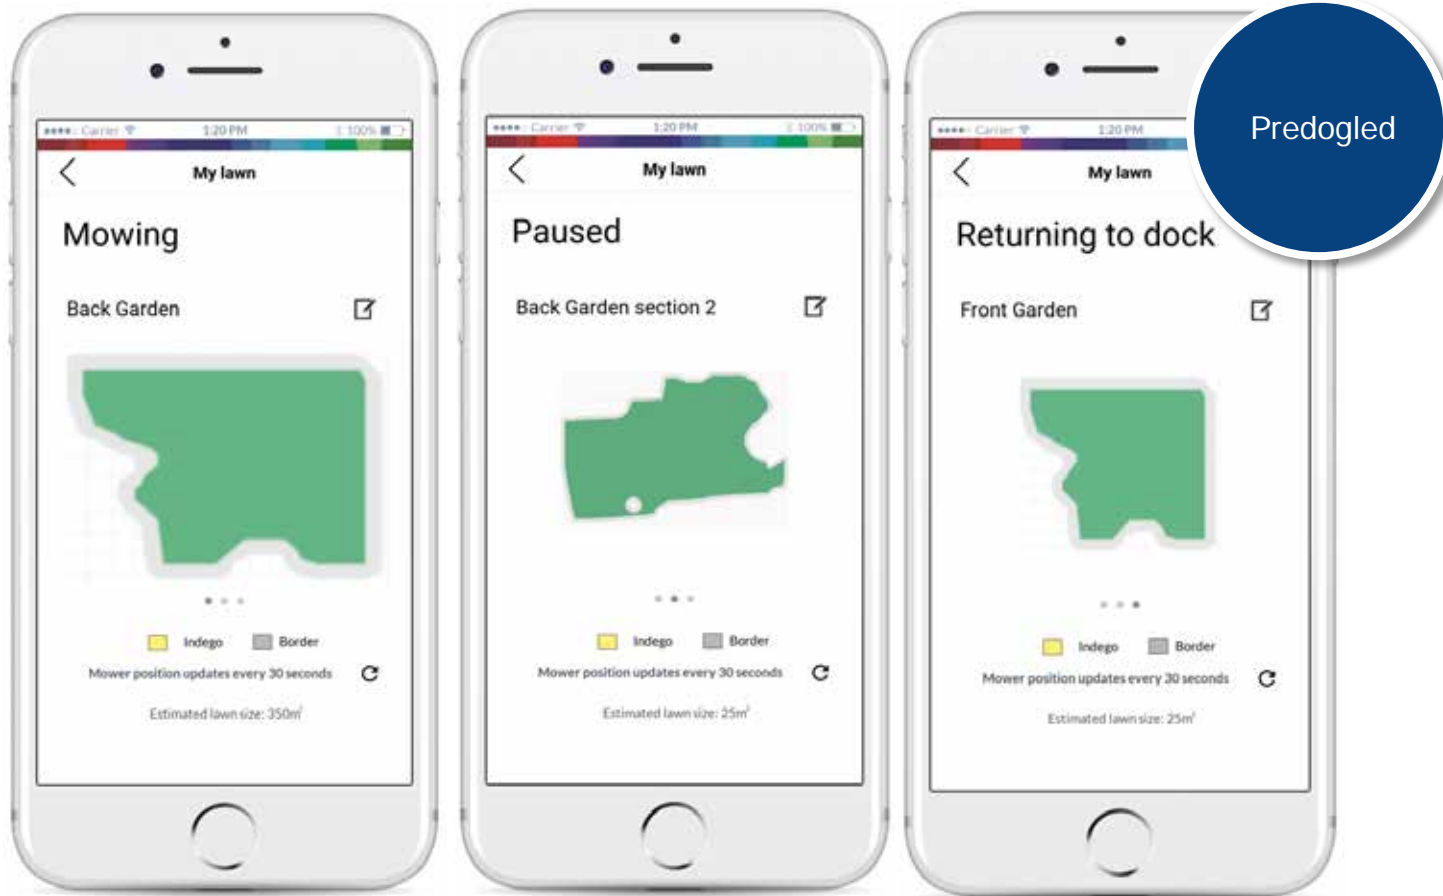 Carrier 1:20 PM 100%
My lawn
Mowing
Back Garden
Indego Border
Mower position updates every 30 seconds
Estimated lawn size: 350m²
Carrier 1:20 PM 100%
My lawn
Paused
Back Garden section 2
Indego Border
Mower position updates every 30 seconds
Estimated lawn size: 25m²
Carrier 1:20 PM
My lawn
Returning to dock
Front Garden
Indego Border
Mower position updates every 30 seconds
Estimated lawn size: 25m²
Predogled